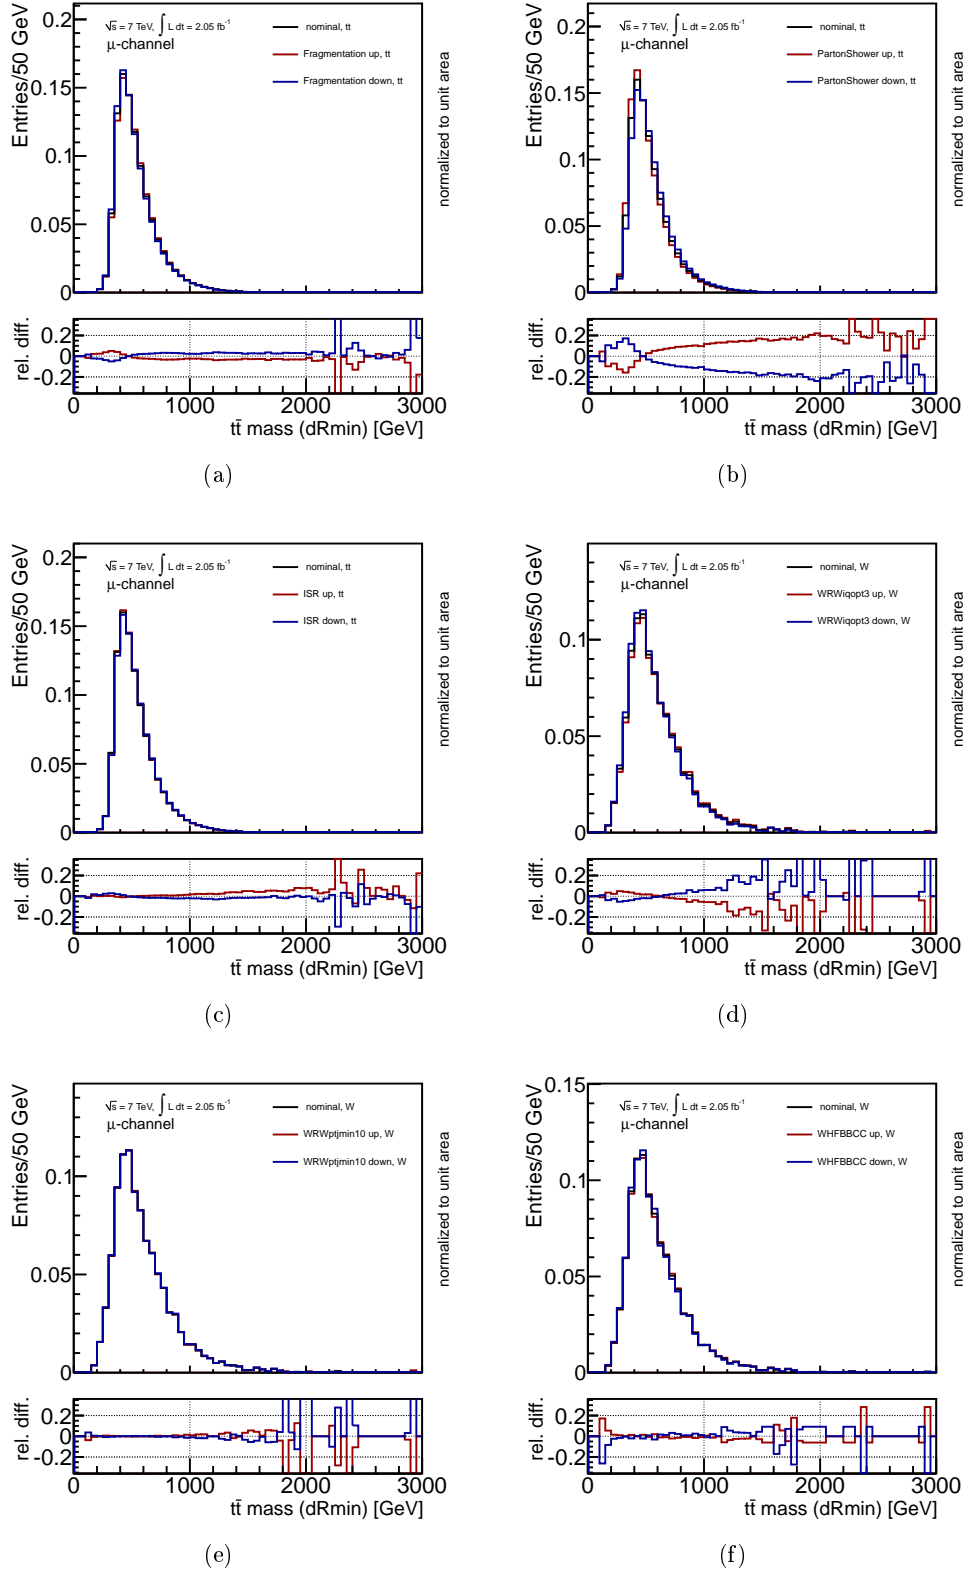 √s = 7 TeV, ∫ L dt = 2.05 fb⁻¹
μ-channel
nominal, tt
Fragmentation up, tt
Fragmentation down, tt
Entries/50 GeV
normalized to unit area
0.2
0.15
0.1
0.05
0
rel. diff.
0.2
0
-0.2
0 1000 2000 3000
tt̄ mass (dRmin) [GeV]
(a)
√s = 7 TeV, ∫ L dt = 2.05 fb⁻¹
μ-channel
nominal, tt
PartonShower up, tt
PartonShower down, tt
Entries/50 GeV
normalized to unit area
0.2
0.15
0.1
0.05
0
rel. diff.
0.2
0
-0.2
0 1000 2000 3000
tt̄ mass (dRmin) [GeV]
(b)
√s = 7 TeV, ∫ L dt = 2.05 fb⁻¹
μ-channel
nominal, tt
ISR up, tt
ISR down, tt
Entries/50 GeV
normalized to unit area
0.2
0.15
0.1
0.05
0
rel. diff.
0.2
0
-0.2
0 1000 2000 3000
tt̄ mass (dRmin) [GeV]
(c)
√s = 7 TeV, ∫ L dt = 2.05 fb⁻¹
μ-channel
nominal, W
WRWiqopt3 up, W
WRWiqopt3 down, W
Entries/50 GeV
normalized to unit area
0.1
0.05
0
rel. diff.
0.2
0
-0.2
0 1000 2000 3000
tt̄ mass (dRmin) [GeV]
(d)
√s = 7 TeV, ∫ L dt = 2.05 fb⁻¹
μ-channel
nominal, W
WRWptjmin10 up, W
WRWptjmin10 down, W
Entries/50 GeV
normalized to unit area
0.1
0.05
0
rel. diff.
0.2
0
-0.2
0 1000 2000 3000
tt̄ mass (dRmin) [GeV]
(e)
√s = 7 TeV, ∫ L dt = 2.05 fb⁻¹
μ-channel
nominal, W
WHFBBCC up, W
WHFBBCC down, W
Entries/50 GeV
normalized to unit area
0.15
0.1
0.05
0
rel. diff.
0.2
0
-0.2
0 1000 2000 3000
tt̄ mass (dRmin) [GeV]
(f)